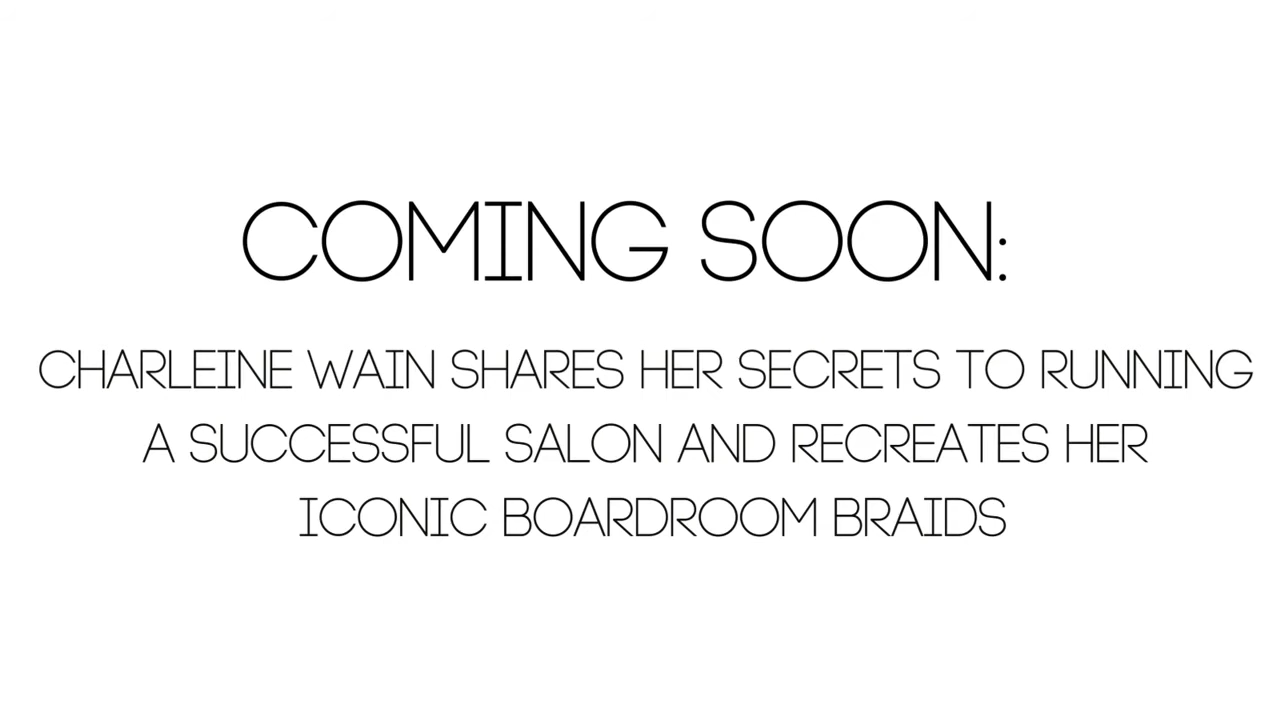 COMING SOON:
CHARLEINE WAIN SHARES HER SECRETS TO RUNNING
A SUCCESSFUL SALON AND RECREATES HER
ICONIC BOARDROOM BRAIDS